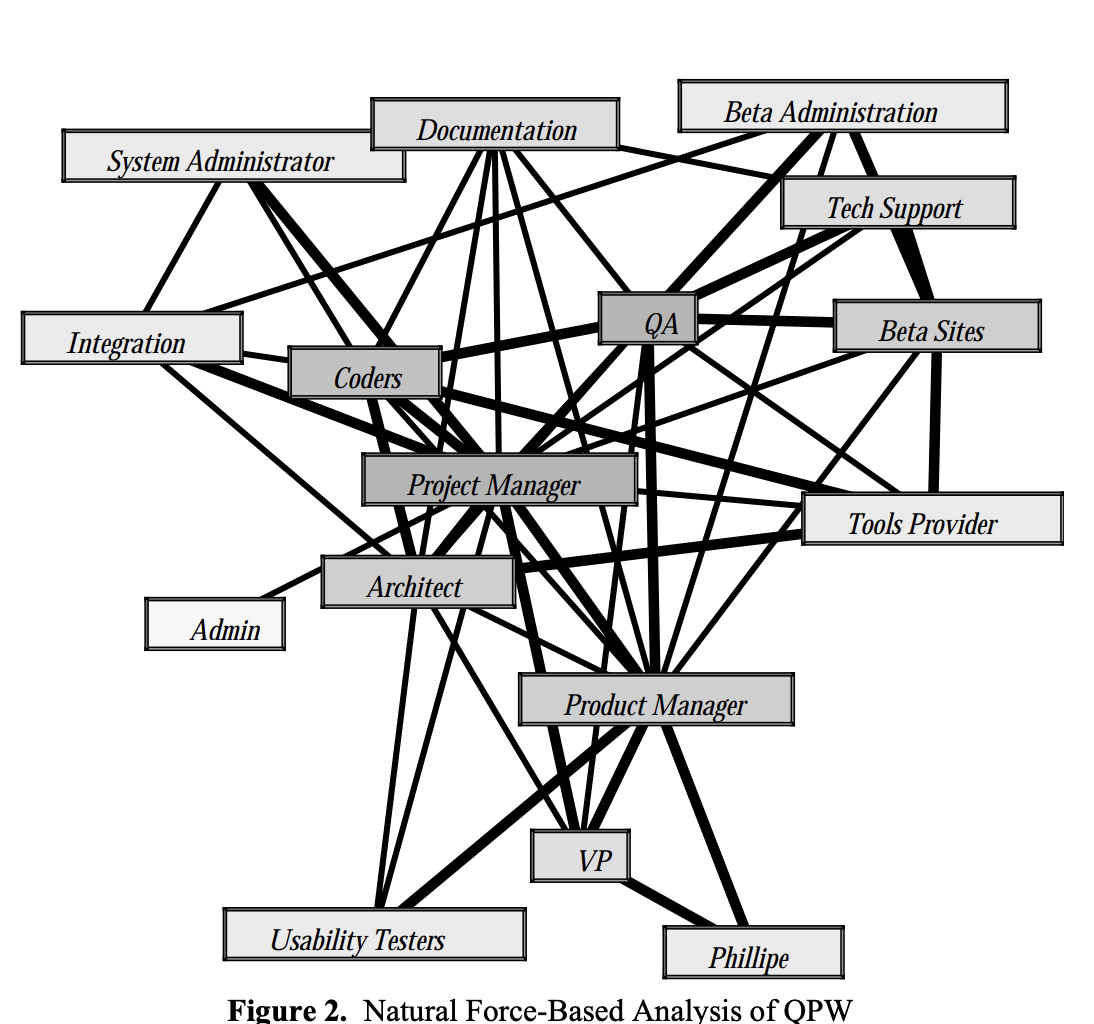 Beta Administration
Documentation
System Administrator
Tech Support
QA
Beta Sites
Integration
Coders
Project Manager
Tools Provider
Architect
Admin
Product Manager
VP
Usability Testers
Phillipe
Figure 2. Natural Force-Based Analysis of QPW